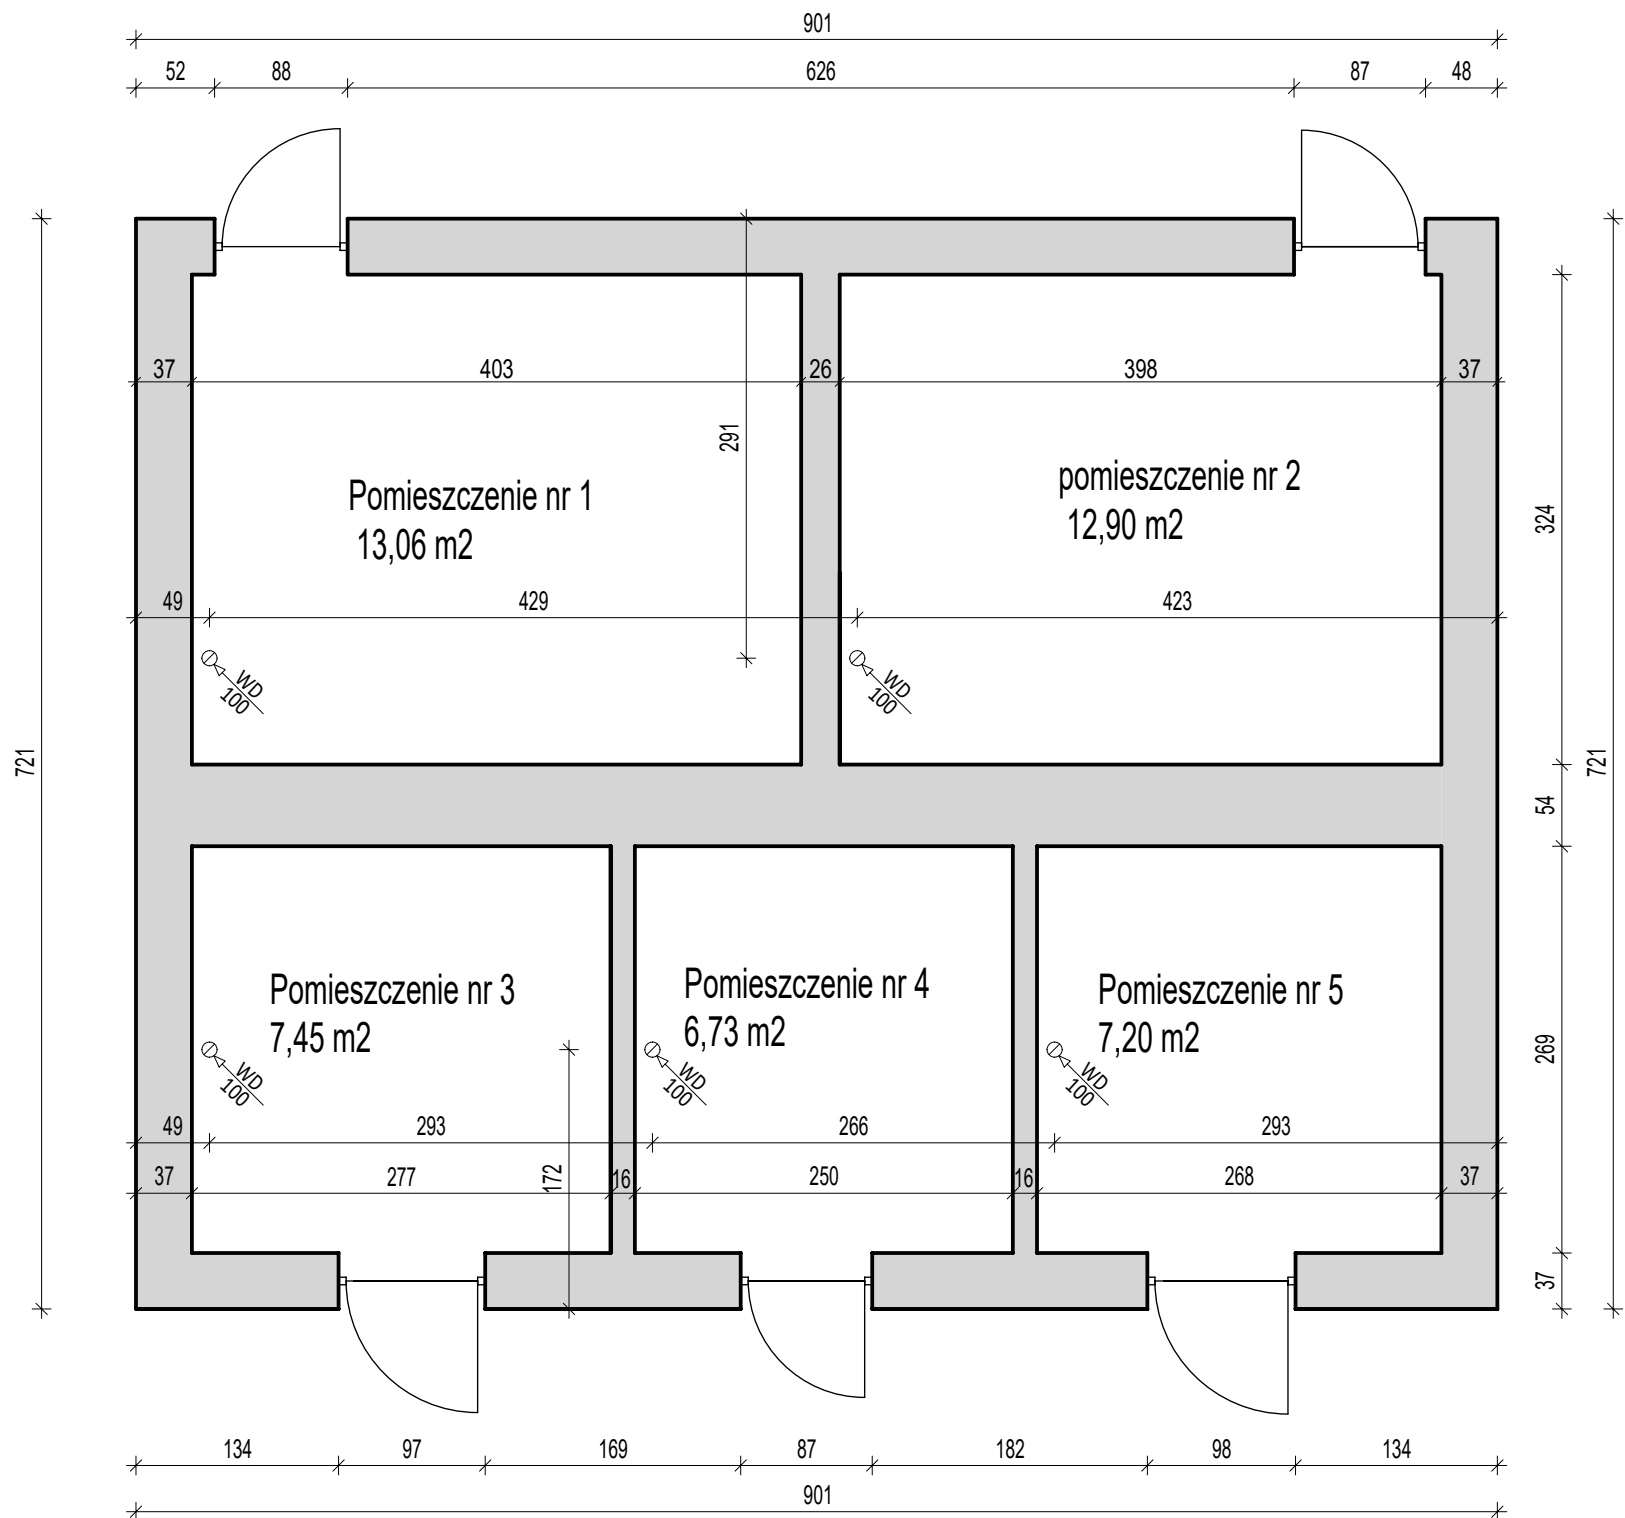 901
52 88 626 87 48
37 403 26 398 37
291
Pomieszczenie nr 1
13,06 m2
pomieszczenie nr 2
12,90 m2
324
49 429 423
WD
100
WD
100
721
54
721
Pomieszczenie nr 3
7,45 m2
Pomieszczenie nr 4
6,73 m2
Pomieszczenie nr 5
7,20 m2
269
WD
100
WD
100
WD
100
49 293 266 293
37 277 172 16 250 16 268 37
37
134 97 169 87 182 98 134
901